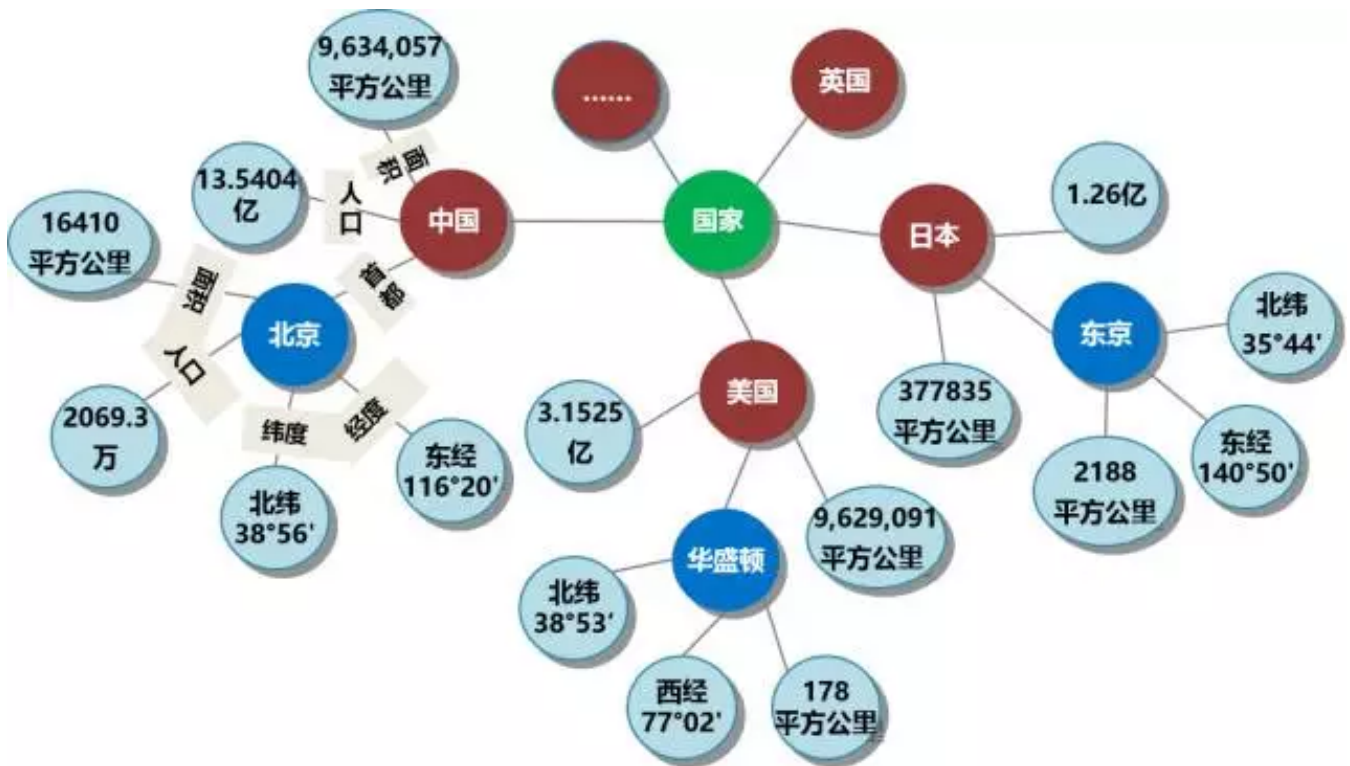 9,634,057
平方公里
面积
13.5404
亿
人口
中国
16410
平方公里
面积
首都
北京
人口
2069.3
万
纬度
经度
北纬
38°56'
东经
116°20'
......
英国
国家
日本
1.26亿
377835
平方公里
东京
北纬
35°44'
东经
140°50'
2188
平方公里
美国
3.1525
亿
9,629,091
平方公里
华盛顿
北纬
38°53'
西经
77°02'
178
平方公里